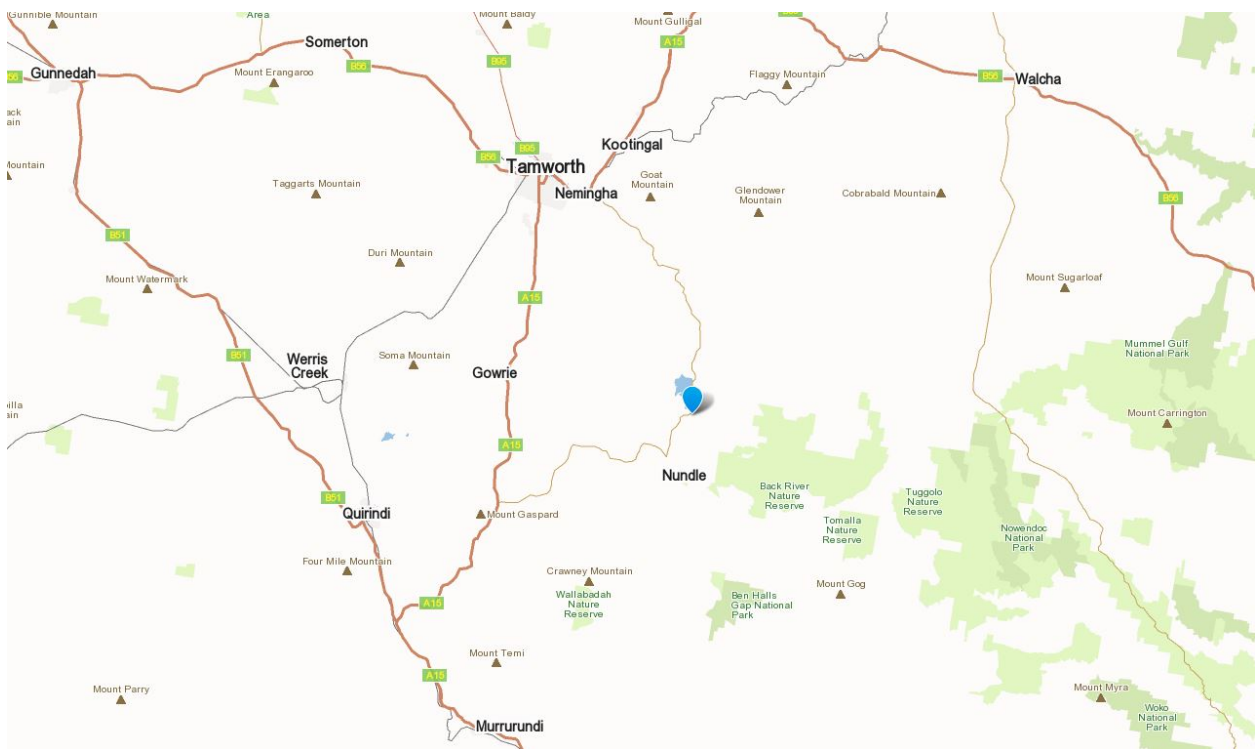 Gunnible Mountain
Area
Mount Baldy
Mount Gulligal
Somerton
A15
B56
Gunnedah
Mount Erangaroo
B56
B95
Flaggy Mountain
B56
Walcha
Kootingal
B95
B56
Tamworth
Nemingha
Goat
Mountain
Mountain
Taggarts Mountain
Glendower
Mountain
Cobrabald Mountain
B56
B51
Duri Mountain
Mount Watermark
A15
Mount Sugarloaf
B51
Werris
Creek
Soma Mountain
Gowrie
Mummel Gulf
National Park
Mount Carrington
A15
Nundle
Back River
Nature
Reserve
Tuggolo
Nature
Reserve
B51
Quirindi
Mount Gaspard
Tomalla
Nature
Reserve
Nowendoc
National
Park
Four Mile Mountain
Crawney Mountain
Wallabadah
Nature
Reserve
A15
Ben Halls
Gap National
Park
Mount Gog
Mount Temi
A15
Mount Parry
Mount Myra
Woko
National
Park
Murrurundi